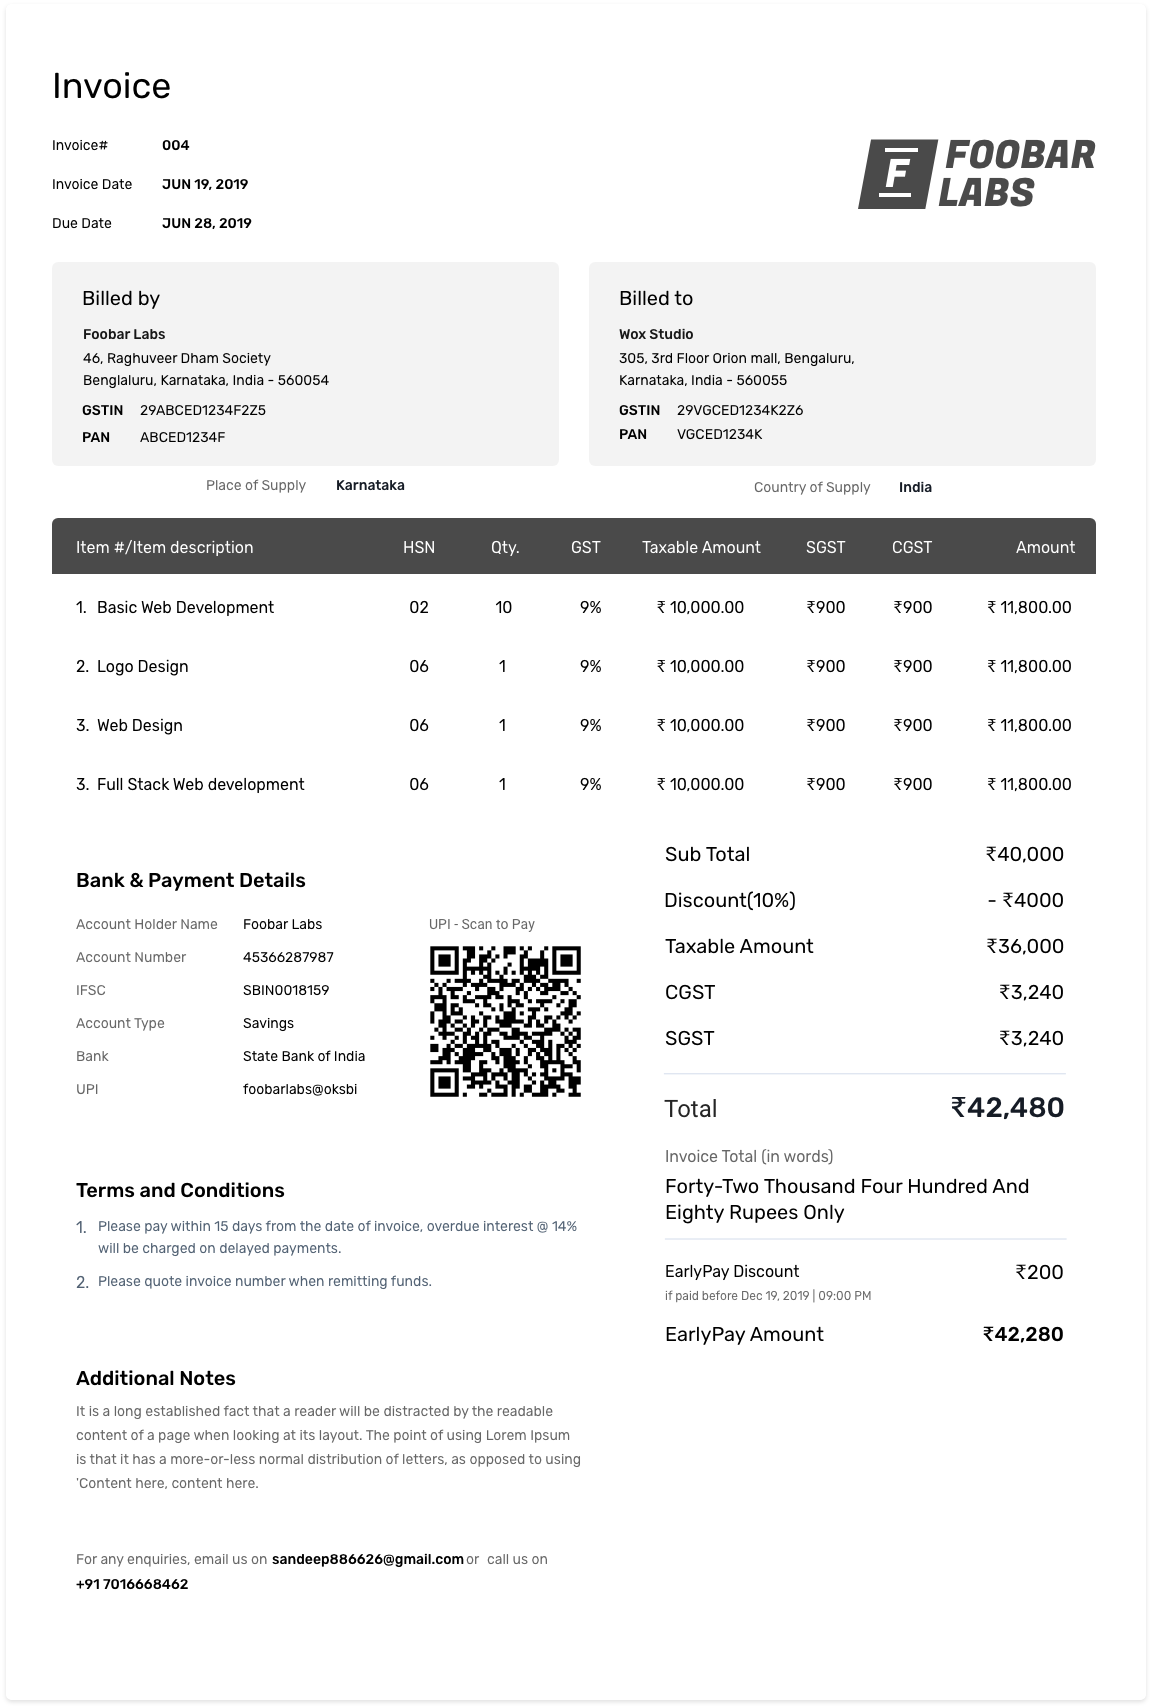 Invoice
Invoice# 004
Invoice Date JUN 19, 2019
Due Date JUN 28, 2019
F FOOBAR
LABS
Billed by
Foobar Labs
46, Raghuveer Dham Society
Benglaluru, Karnataka, India - 560054
GSTIN 29ABCED1234F2Z5
PAN ABCED1234F
Billed to
Wox Studio
305, 3rd Floor Orion mall, Bengaluru,
Karnataka, India - 560055
GSTIN 29VGCED1234K2Z6
PAN VGCED1234K
Place of Supply Karnataka
Country of Supply India
Item #/Item description HSN Qty. GST Taxable Amount SGST CGST Amount
1. Basic Web Development 02 10 9% ₹ 10,000.00 ₹900 ₹900 ₹ 11,800.00
2. Logo Design 06 1 9% ₹ 10,000.00 ₹900 ₹900 ₹ 11,800.00
3. Web Design 06 1 9% ₹ 10,000.00 ₹900 ₹900 ₹ 11,800.00
3. Full Stack Web development 06 1 9% ₹ 10,000.00 ₹900 ₹900 ₹ 11,800.00
Bank & Payment Details
Account Holder Name Foobar Labs
Account Number 45366287987
IFSC SBIN0018159
Account Type Savings
Bank State Bank of India
UPI foobarlabs@oksbi
UPI - Scan to Pay
Sub Total ₹40,000
Discount(10%) - ₹4000
Taxable Amount ₹36,000
CGST ₹3,240
SGST ₹3,240
Total ₹42,480
Invoice Total (in words)
Forty-Two Thousand Four Hundred And
Eighty Rupees Only
EarlyPay Discount ₹200
if paid before Dec 19, 2019 | 09:00 PM
EarlyPay Amount ₹42,280
Terms and Conditions
1. Please pay within 15 days from the date of invoice, overdue interest @ 14%
will be charged on delayed payments.
2. Please quote invoice number when remitting funds.
Additional Notes
It is a long established fact that a reader will be distracted by the readable
content of a page when looking at its layout. The point of using Lorem Ipsum
is that it has a more-or-less normal distribution of letters, as opposed to using
'Content here, content here.
For any enquiries, email us on sandeep886626@gmail.com or call us on
+91 7016668462